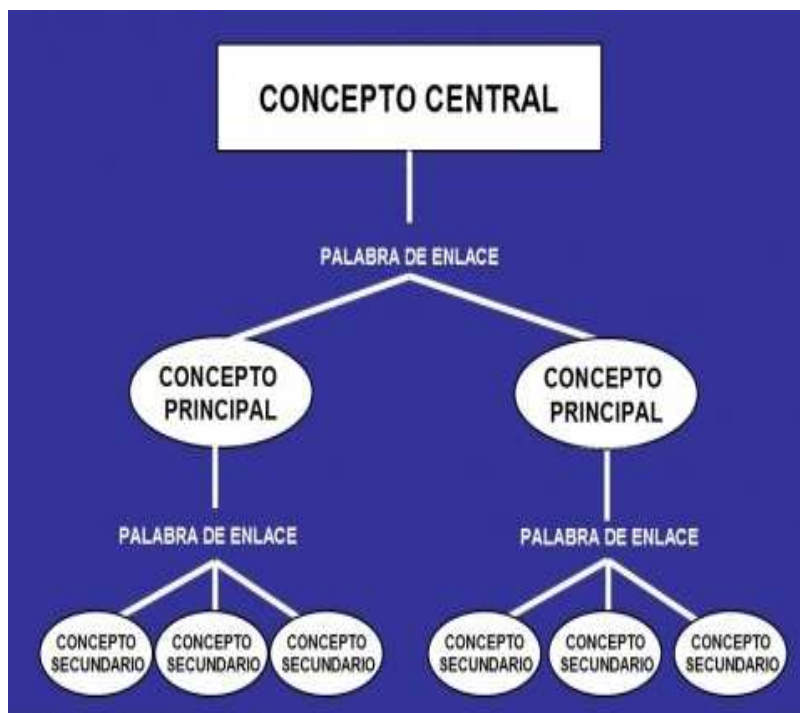 CONCEPTO CENTRAL
PALABRA DE ENLACE
CONCEPTO
PRINCIPAL
CONCEPTO
PRINCIPAL
PALABRA DE ENLACE
PALABRA DE ENLACE
CONCEPTO
SECUNDARIO
CONCEPTO
SECUNDARIO
CONCEPTO
SECUNDARIO
CONCEPTO
SECUNDARIO
CONCEPTO
SECUNDARIO
CONCEPTO
SECUNDARIO